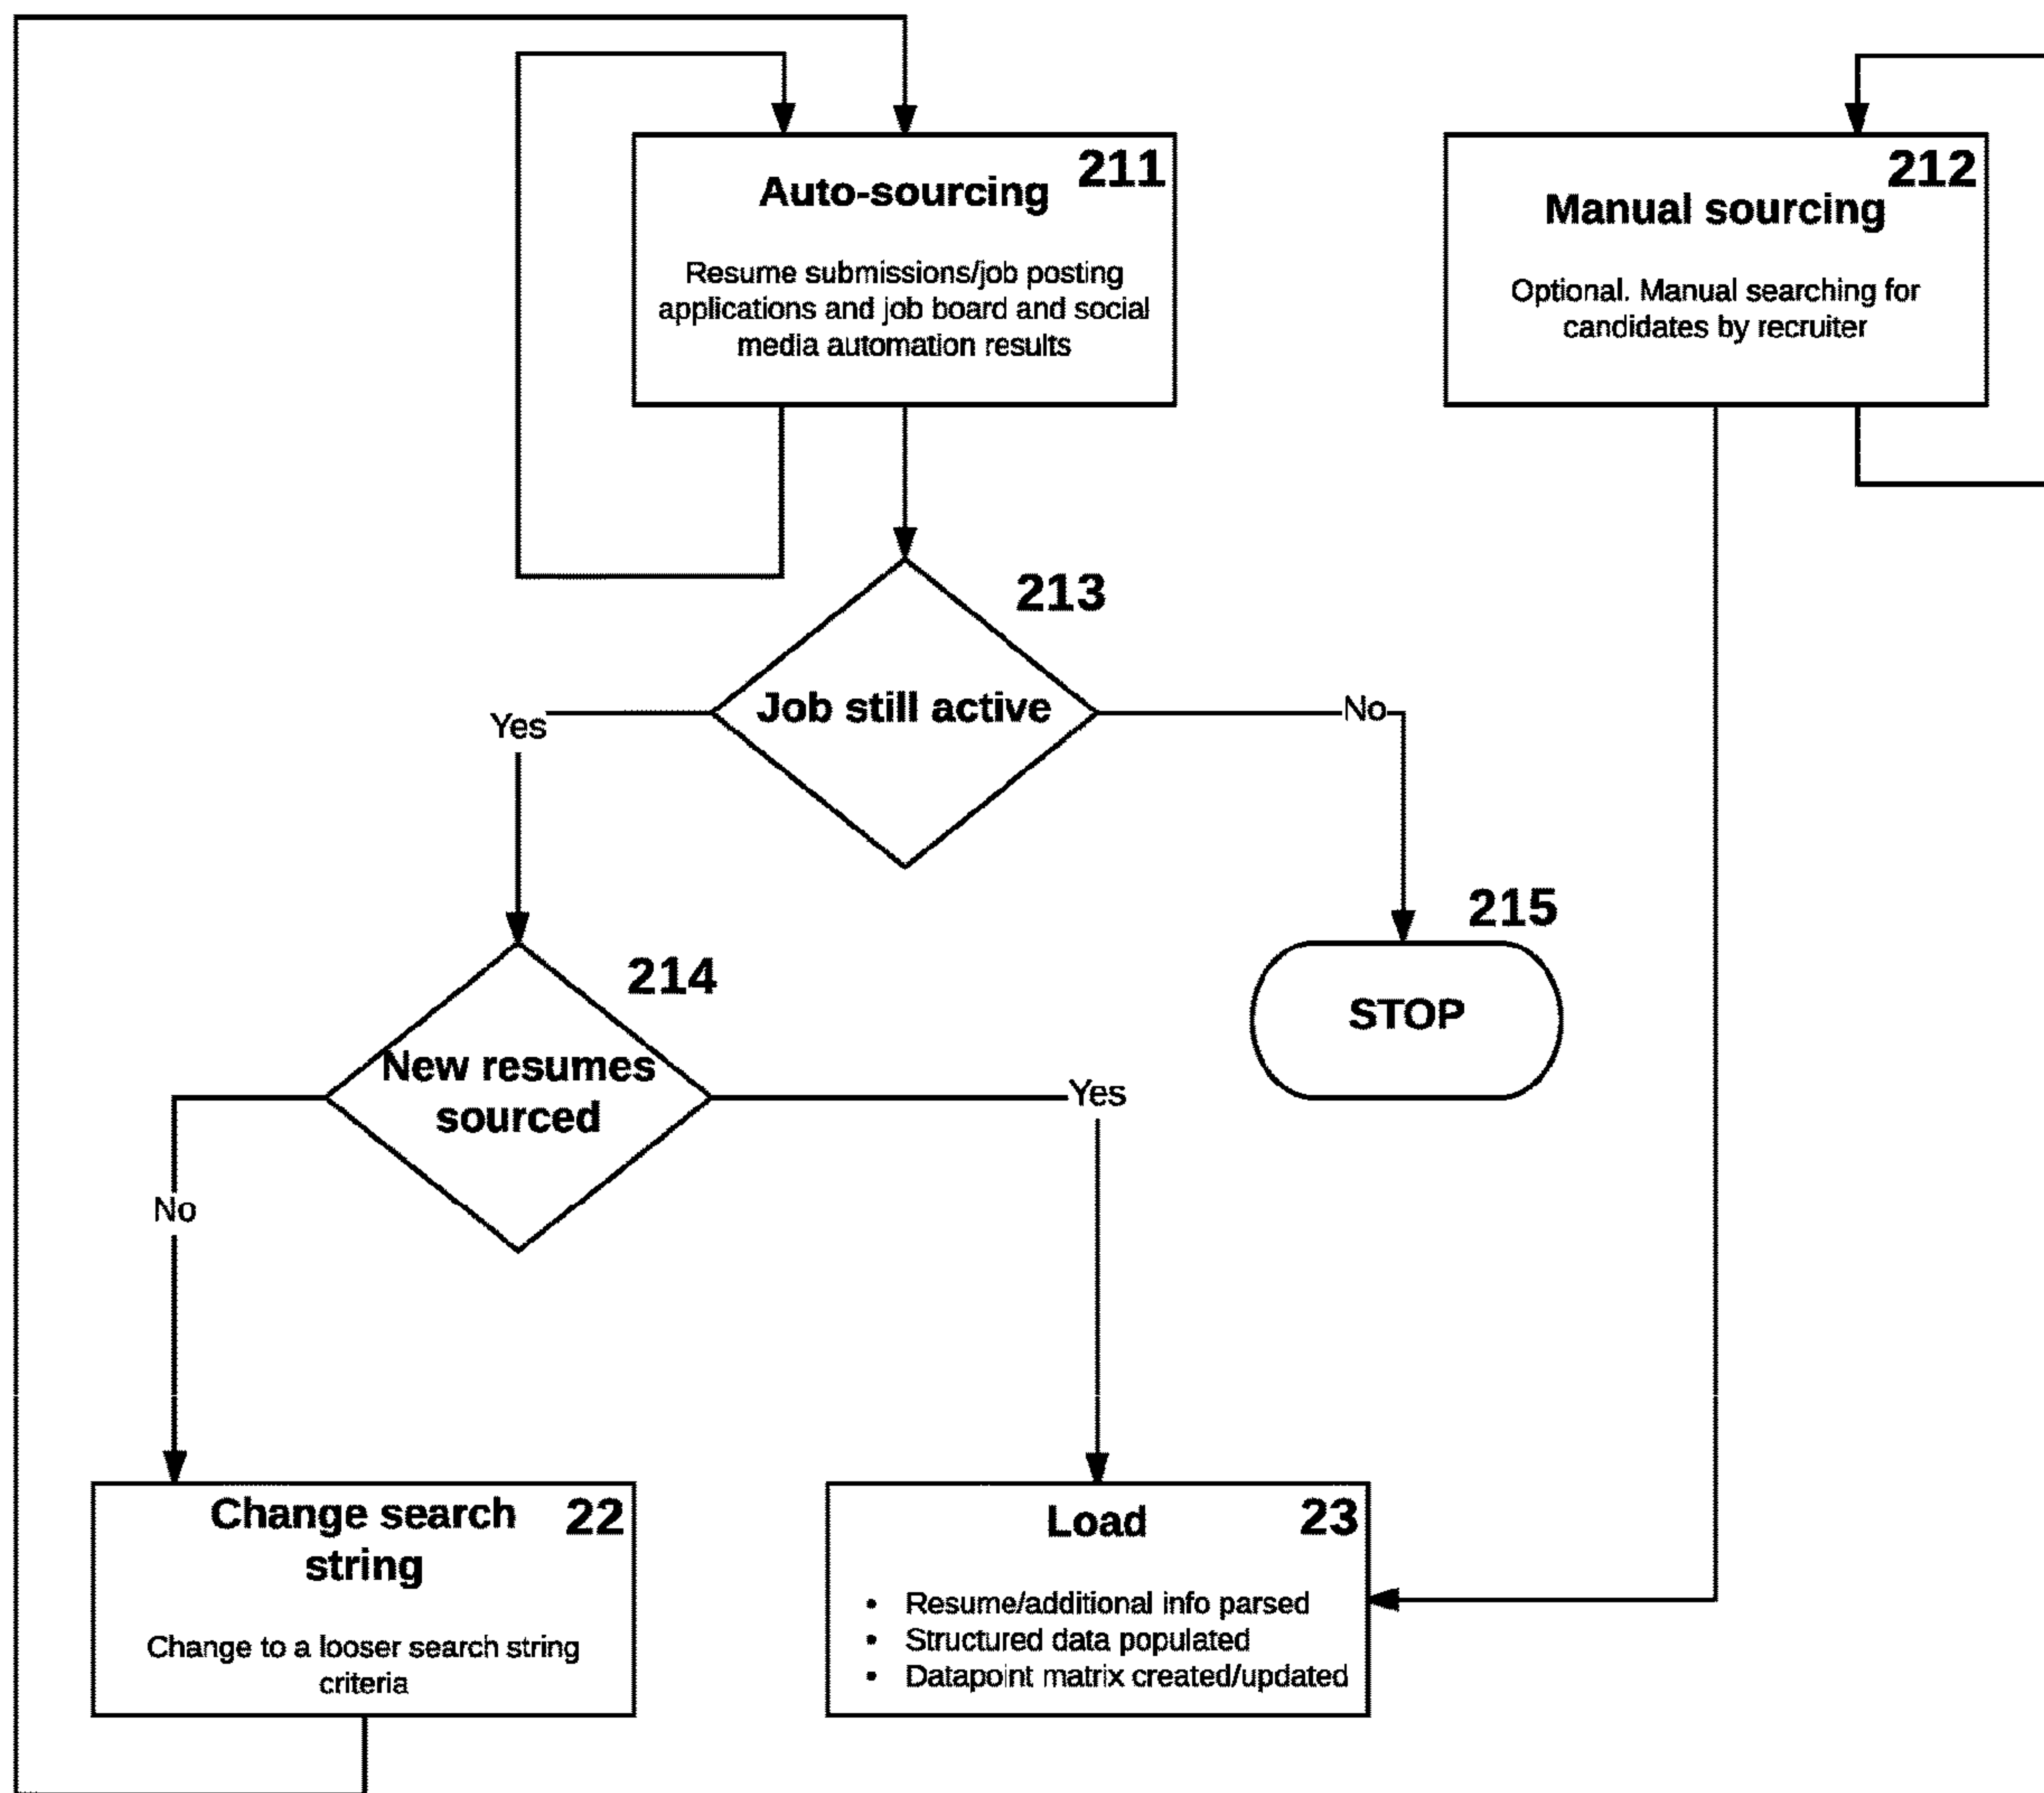 211
Auto-sourcing
Resume submissions/job posting
applications and job board and social
media automation results
212
Manual sourcing
Optional. Manual searching for
candidates by recruiter
213
Job still active
Yes
No
214
New resumes
sourced
215
STOP
Yes
No
Change search
string
22
Change to a looser search string
criteria
Load
23
• Resume/additional info parsed
• Structured data populated
• Datapoint matrix created/updated